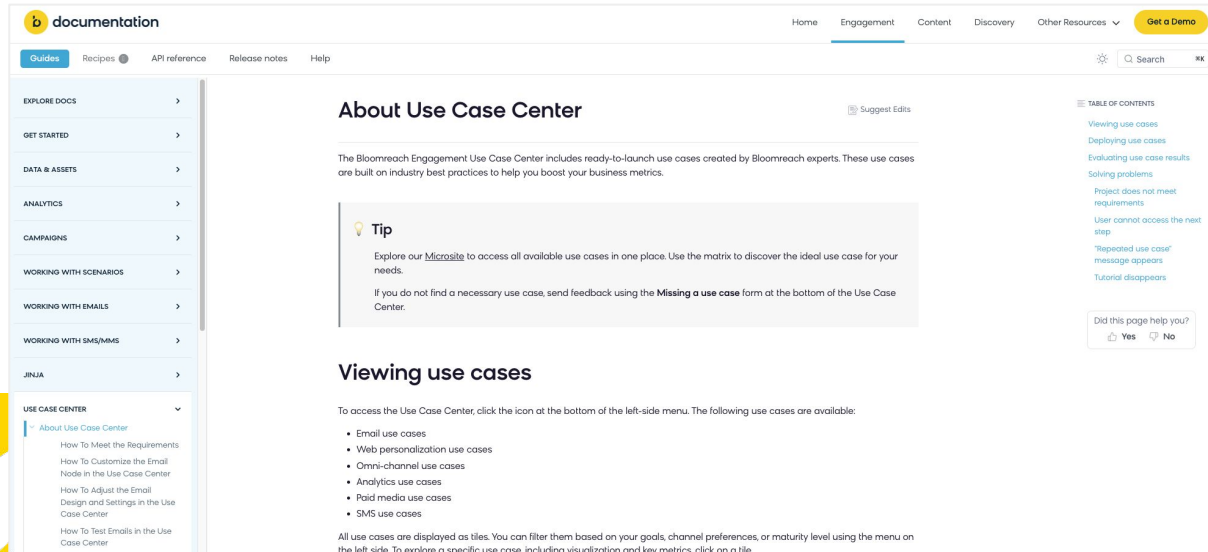 b documentation
Home Engagement Content Discovery Other Resources Get a Demo
Guides Recipes API reference Release notes Help
Search ⌘K
EXPLORE DOCS
GET STARTED
DATA & ASSETS
ANALYTICS
CAMPAIGNS
WORKING WITH SCENARIOS
WORKING WITH EMAILS
WORKING WITH SMS/MMS
JINJA
USE CASE CENTER
About Use Case Center
How To Meet the Requirements
How To Customize the Email
Node in the Use Case Center
How To Adjust the Email
Design and Settings in the Use
Case Center
How To Test Emails in the Use
Case Center
About Use Case Center
Suggest Edits
The Bloomreach Engagement Use Case Center includes ready-to-launch use cases created by Bloomreach experts. These use cases
are built on industry best practices to help you boost your business metrics.
Tip
Explore our Microsite to access all available use cases in one place. Use the matrix to discover the ideal use case for your
needs.
If you do not find a necessary use case, send feedback using the Missing a use case form at the bottom of the Use Case
Center.
Viewing use cases
To access the Use Case Center, click the icon at the bottom of the left-side menu. The following use cases are available:
• Email use cases
• Web personalization use cases
• Omni-channel use cases
• Analytics use cases
• Paid media use cases
• SMS use cases
All use cases are displayed as tiles. You can filter them based on your goals, channel preferences, or maturity level using the menu on
the left side. To explore a specific use case, including visualization and key metrics, click on a tile.
TABLE OF CONTENTS
Viewing use cases
Deploying use cases
Evaluating use case results
Solving problems
Project does not meet
requirements
User cannot access the next
step
"Repeated use case"
message appears
Tutorial disappears
Did this page help you?
Yes No